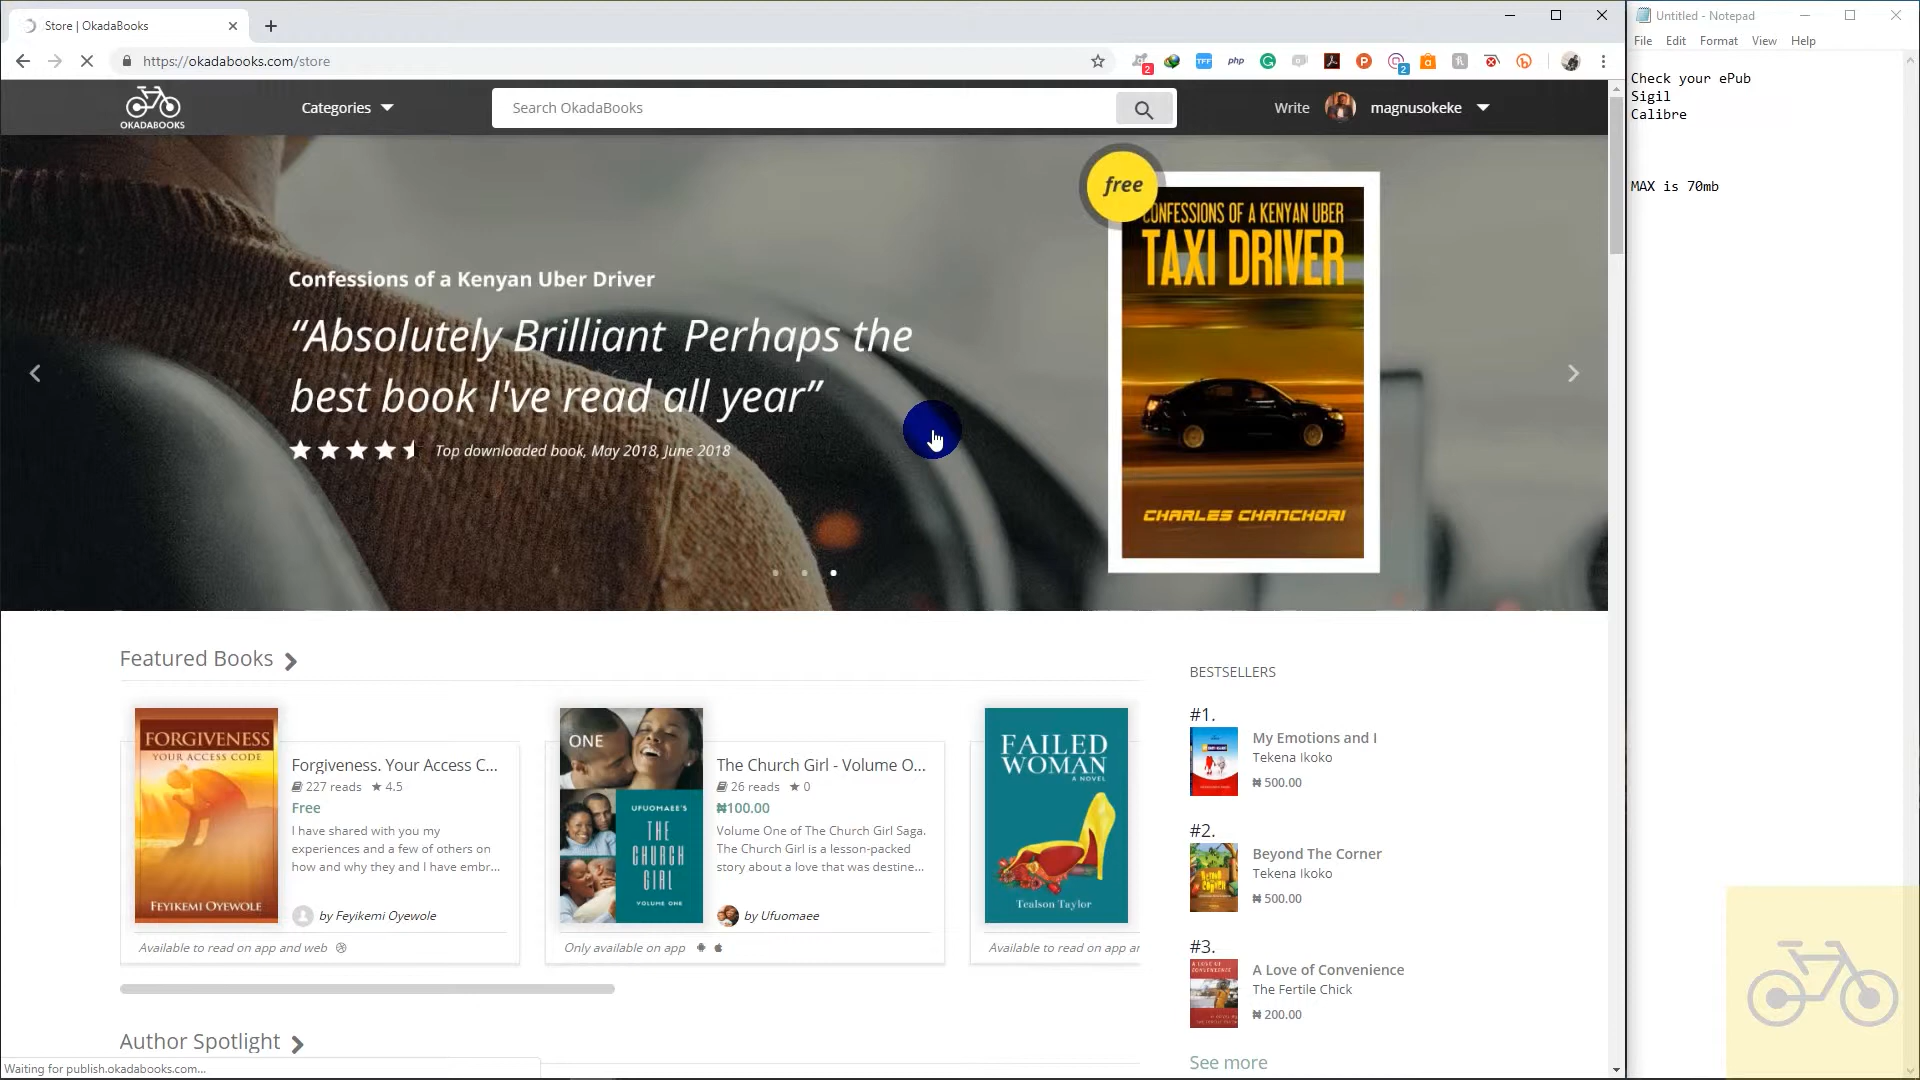 Store | OkadaBooks
Untitled - Notepad
https://okadabooks.com/store
2
TFF
php
P
2
a
b
File Edit Format View Help
Check your ePub
Sigil
Calibre
MAX is 70mb
OKADABOOKS
Categories
Search OkadaBooks
Write
magnusokeke
free
CONFESSIONS OF A KENYAN UBER
TAXI DRIVER
CHARLES CHANCHORI
Confessions of a Kenyan Uber Driver
“Absolutely Brilliant Perhaps the
best book I've read all year”
Top downloaded book, May 2018, June 2018
Featured Books
FORGIVENESS
YOUR ACCESS CODE
FEYIKEMI OYEWOLE
Forgiveness. Your Access C...
227 reads ★ 4.5
Free
I have shared with you my
experiences and a few of others on
how and why they and I have embr...
by Feyikemi Oyewole
Available to read on app and web
ONE
UFUOMAEE'S
THE
CHURCH
GIRL
VOLUME ONE
The Church Girl - Volume O...
26 reads ★ 0
₦100.00
Volume One of The Church Girl Saga.
The Church Girl is a lesson-packed
story about a love that was destine...
by Ufuomaee
Only available on app
FAILED
WOMAN
A NOVEL
Tealson Taylor
Available to read on app ar
BESTSELLERS
#1.
My Emotions and I
Tekena Ikoko
₦ 500.00
#2.
Beyond The Corner
Tekena Ikoko
₦ 500.00
#3.
A Love of Convenience
The Fertile Chick
₦ 200.00
See more
Author Spotlight
Waiting for publish.okadabooks.com...